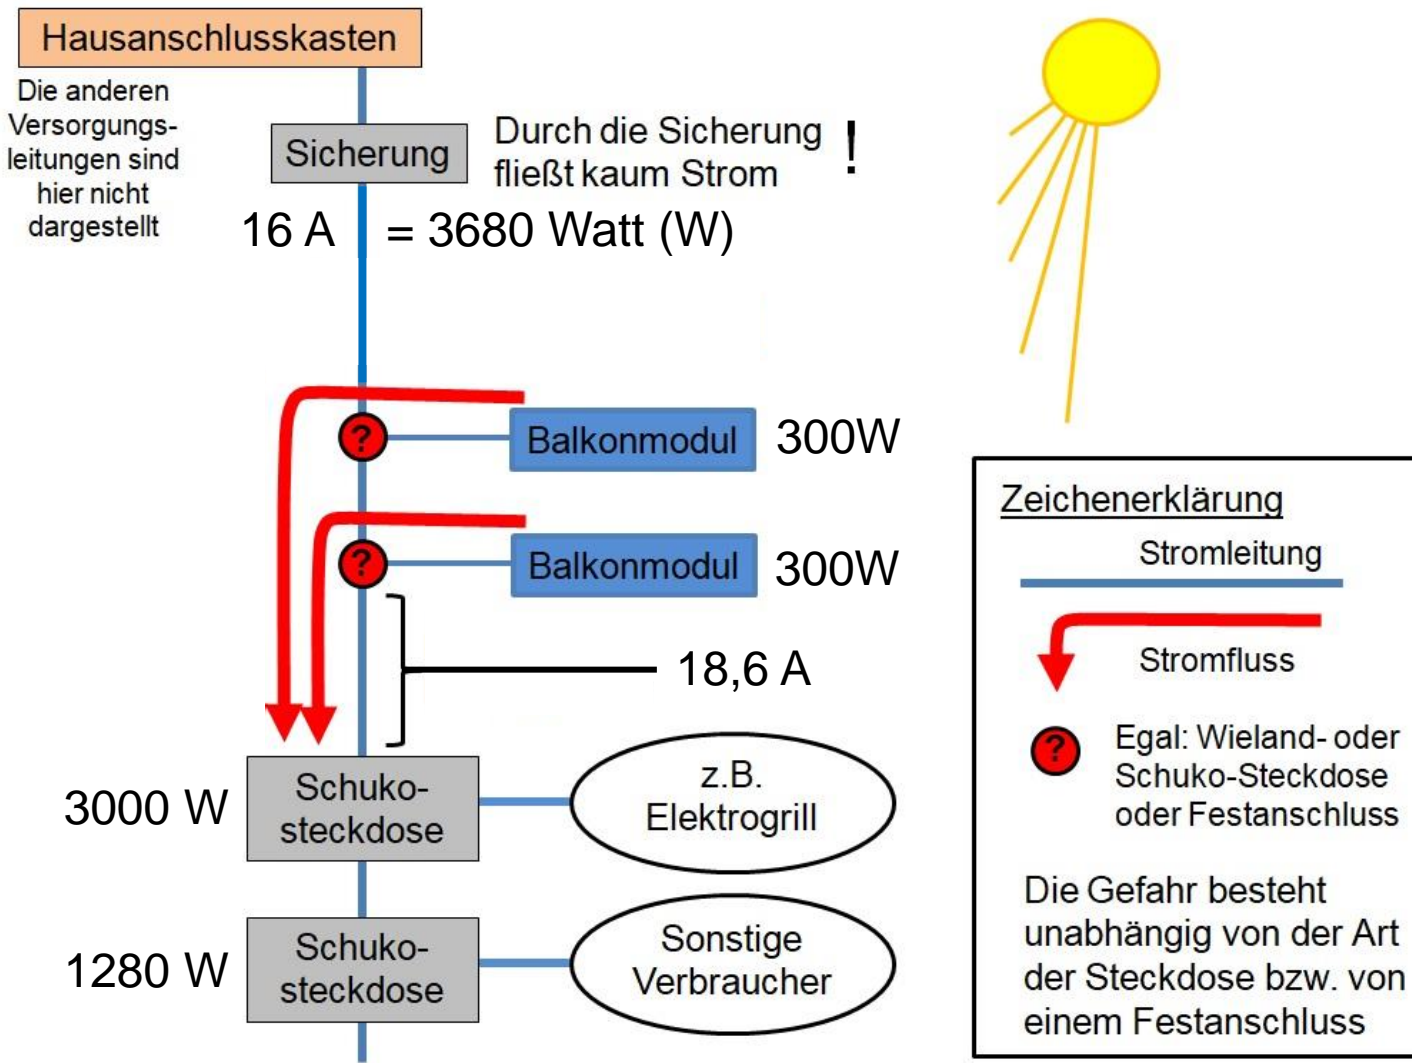 Hausanschlusskasten
Die anderen
Versorgungs-
leitungen sind
hier nicht
dargestellt
Sicherung
Durch die Sicherung
fließt kaum Strom
!
16 A = 3680 Watt (W)
?
Balkonmodul
300W
?
Balkonmodul
300W
18,6 A
3000 W
Schuko-
steckdose
z.B.
Elektrogrill
1280 W
Schuko-
steckdose
Sonstige
Verbraucher
Zeichenerklärung
Stromleitung
Stromfluss
?
Egal: Wieland- oder
Schuko-Steckdose
oder Festanschluss
Die Gefahr besteht
unabhängig von der Art
der Steckdose bzw. von
einem Festanschluss